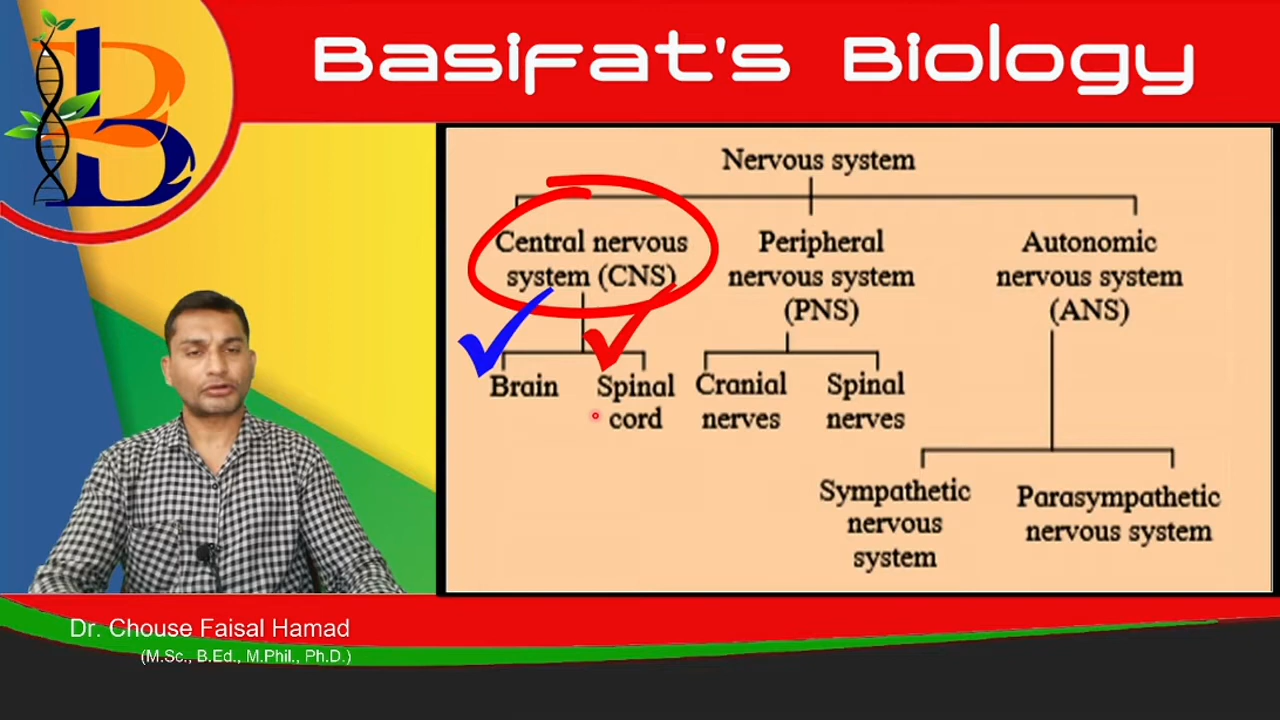 Basifat's Biology
Nervous system
Central nervous
system (CNS)
Peripheral
nervous system
(PNS)
Autonomic
nervous system
(ANS)
Brain
Spinal
cord
Cranial
nerves
Spinal
nerves
Sympathetic
nervous
system
Parasympathetic
nervous system
Dr. Chouse Faisal Hamad
(M.Sc., B.Ed., M.Phil., Ph.D.)